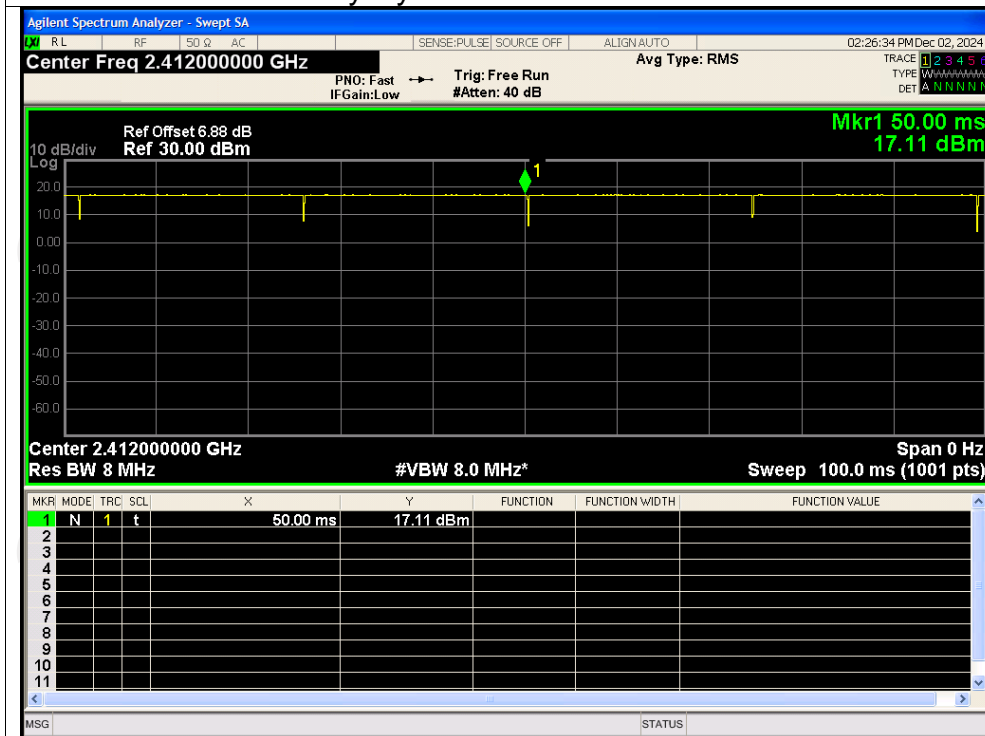 Agilent Spectrum Analyzer - Swept SA
LXI RL RF 50 Ω AC SENSE:PULSE SOURCE OFF ALIGN AUTO 02:26:34 PM Dec 02, 2024
Center Freq 2.412000000 GHz Avg Type: RMS TRACE 1 2 3 4 5 6
PNO: Fast Trig: Free Run TYPE
IFGain:Low #Atten: 40 dB DET A N N N N N
Mkr1 50.00 ms
Ref Offset 6.88 dB
10 dB/div Ref 30.00 dBm 17.11 dBm
Log
1
20.0
10.0
0.00
-10.0
-20.0
-30.0
-40.0
-50.0
-60.0
Center 2.412000000 GHz Span 0 Hz
Res BW 8 MHz #VBW 8.0 MHz* Sweep 100.0 ms (1001 pts)
MKR MODE TRC SCL X Y FUNCTION FUNCTION WIDTH FUNCTION VALUE
1 N 1 t 50.00 ms 17.11 dBm
2
3
4
5
6
7
8
9
10
11
MSG STATUS